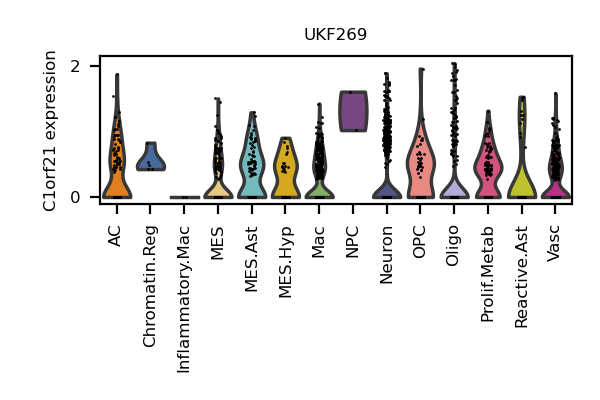 UKF269
C1orf21 expression
2
0
AC
Chromatin.Reg
Inflammatory.Mac
MES
MES.Ast
MES.Hyp
Mac
NPC
Neuron
OPC
Oligo
Prolif.Metab
Reactive.Ast
Vasc